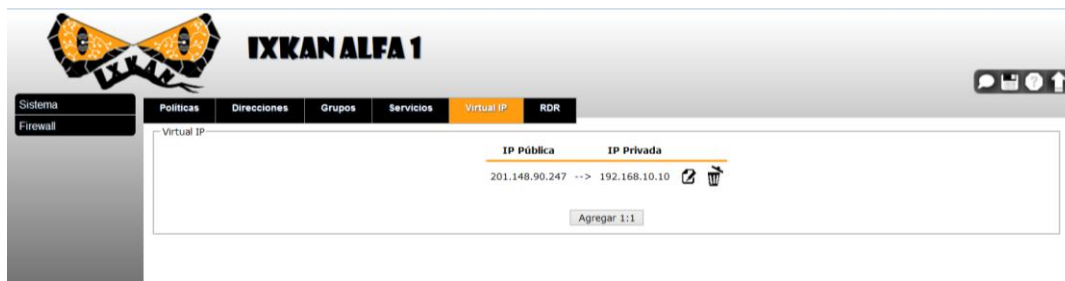 IXKAN ALFA 1
IXKAN
Sistema
Firewall
Políticas Direcciones Grupos Servicios Virtual IP RDR
Virtual IP
IP Pública IP Privada
201.148.90.247 --> 192.168.10.10
Agregar 1:1